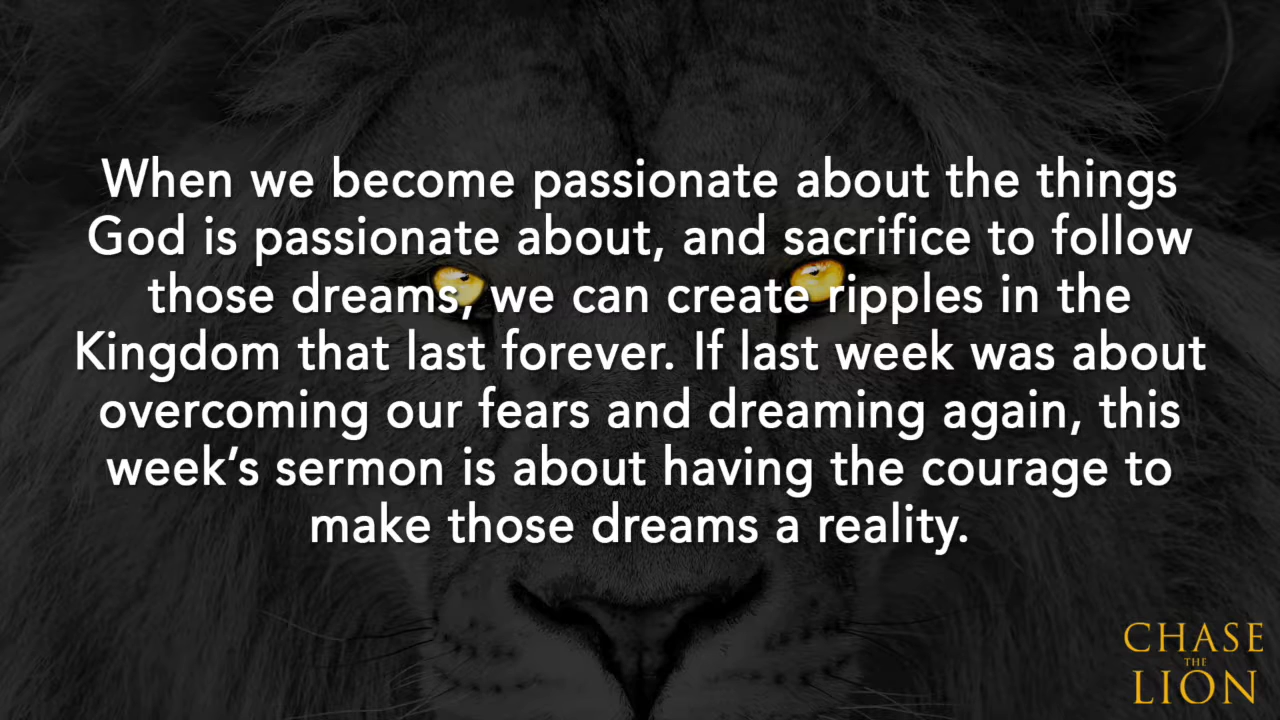 When we become passionate about the things
God is passionate about, and sacrifice to follow
those dreams, we can create ripples in the
Kingdom that last forever. If last week was about
overcoming our fears and dreaming again, this
week’s sermon is about having the courage to
make those dreams a reality.
CHASE
THE
LION